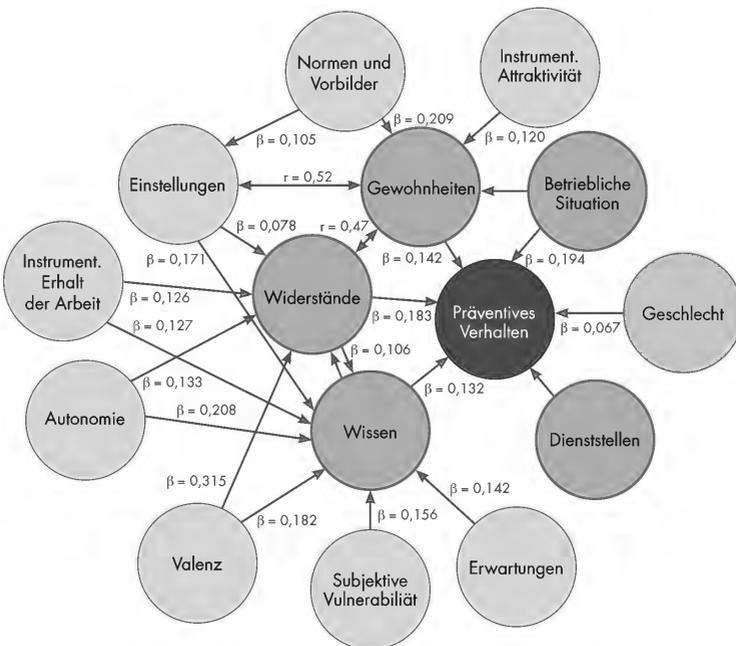 Normen und
Vorbilder
Instrument.
Attraktivität
β = 0,209
β = 0,120
β = 0,105
Einstellungen
r = 0,52
Gewohnheiten
Betriebliche
Situation
β = 0,078
r = 0,47
β = 0,171
β = 0,142
β = 0,194
Instrument.
Erhalt
der Arbeit
β = 0,126
Widerstände
β = 0,183
Präventives
Verhalten
Geschlecht
β = 0,067
β = 0,127
β = 0,106
β = 0,133
β = 0,132
Autonomie
β = 0,208
Wissen
Dienststellen
β = 0,315
β = 0,142
β = 0,182
β = 0,156
Valenz
Subjektive
Vulnerabiliät
Erwartungen